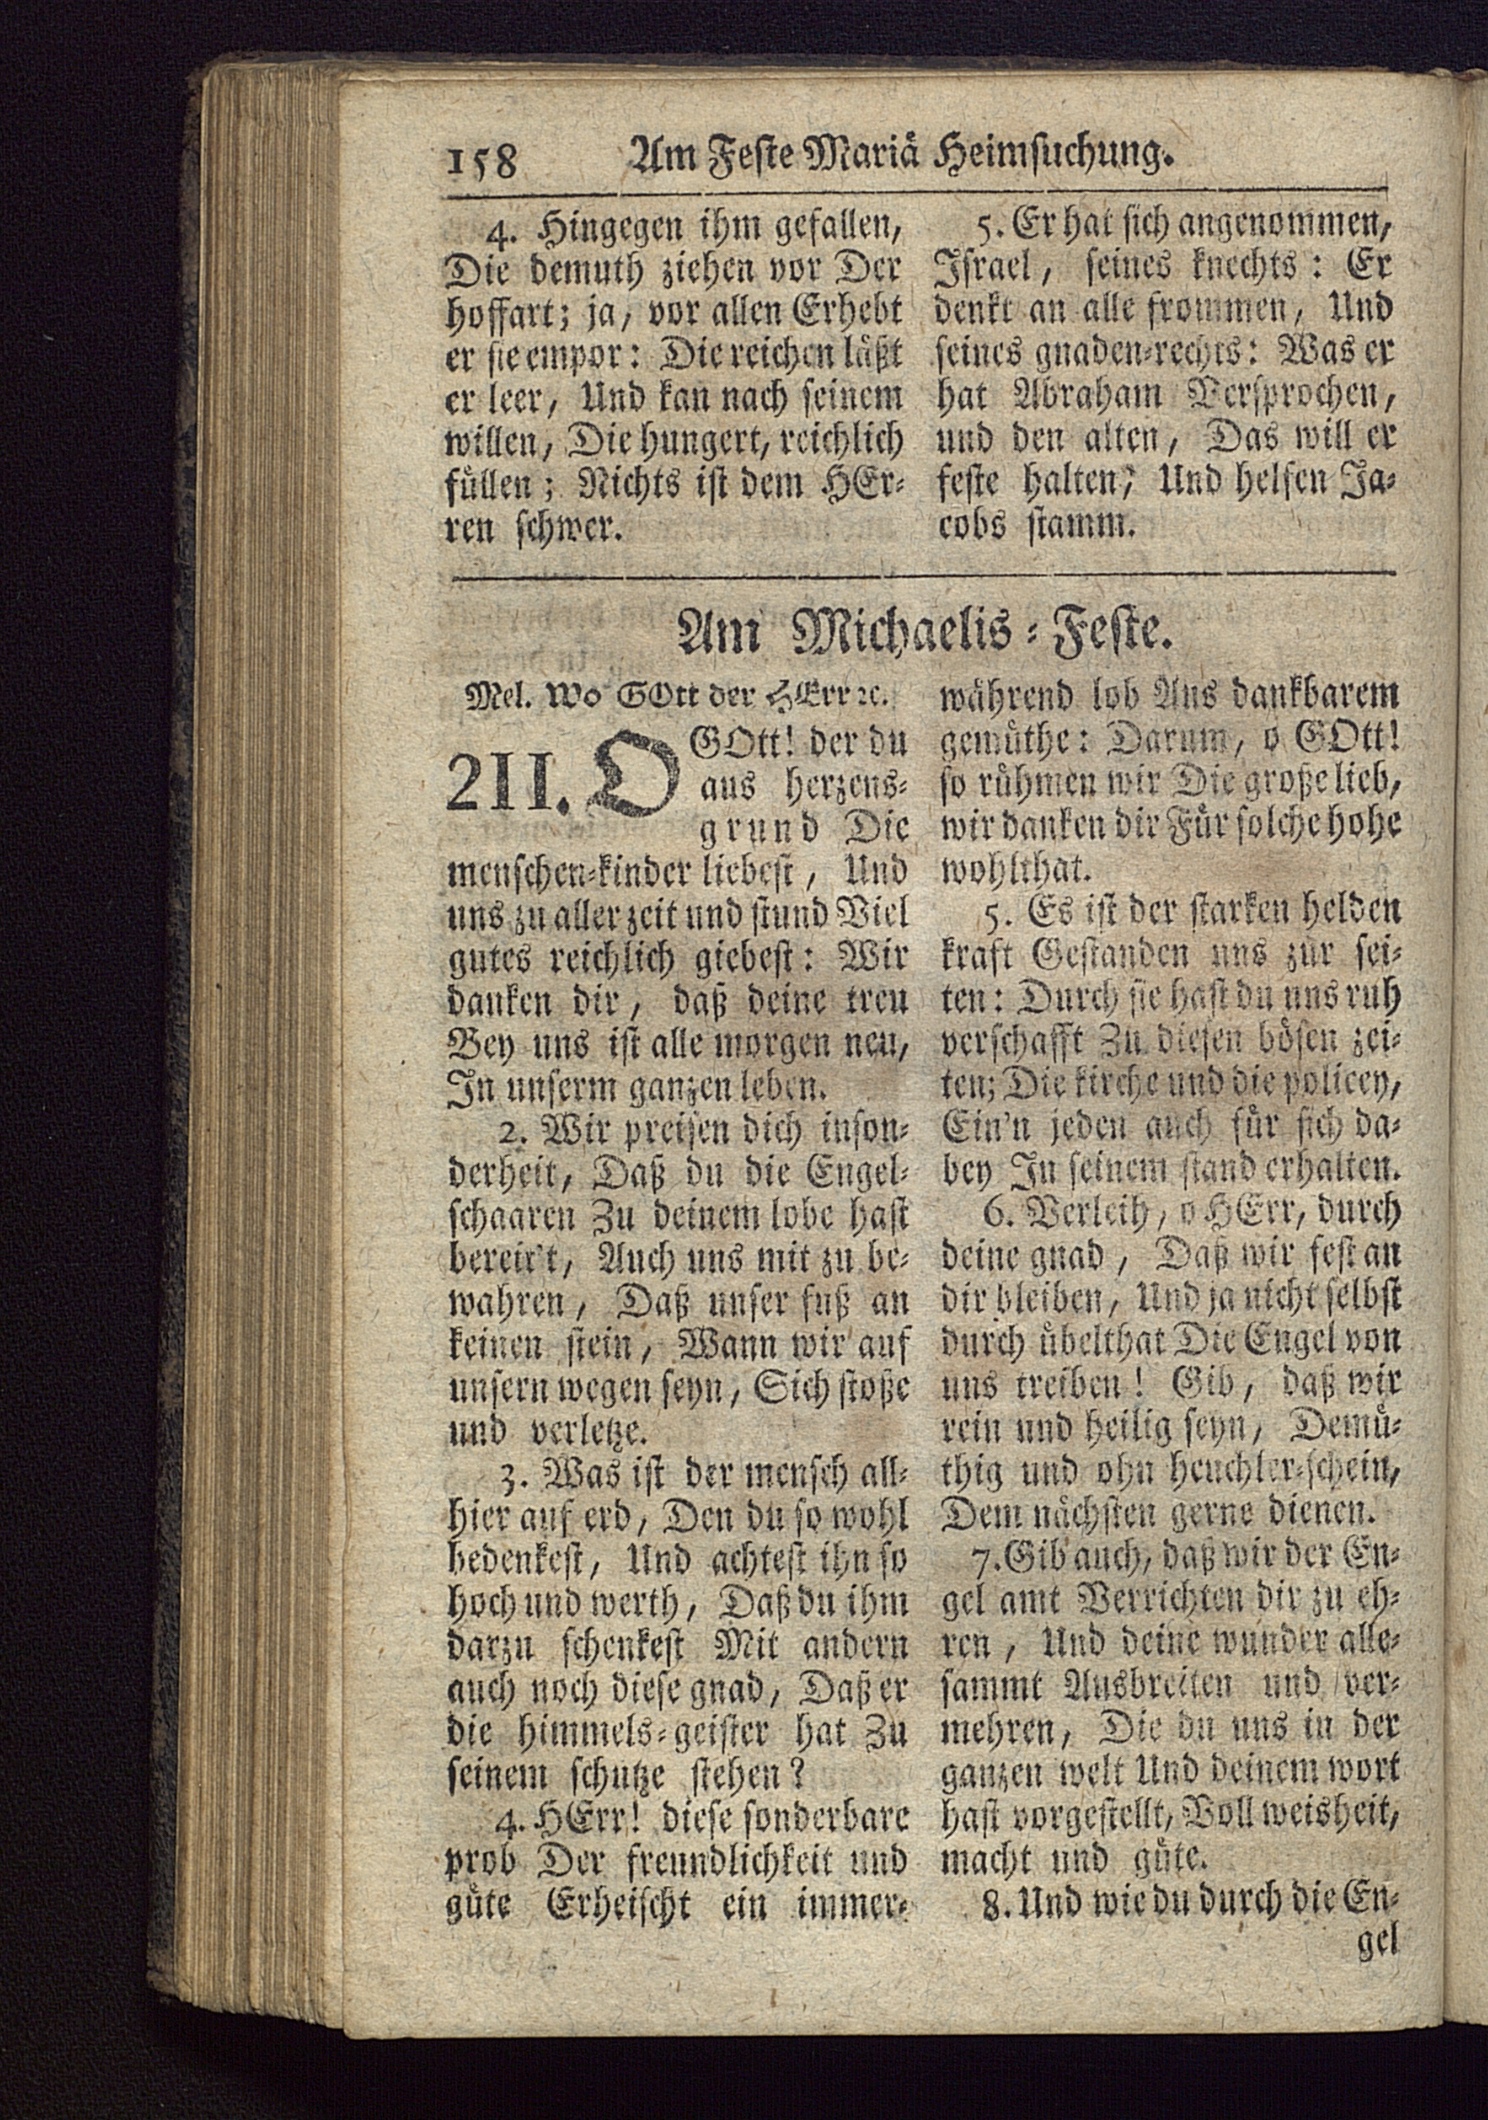 158 Am Feste Mariä Heimsuchung.
4. Hingegen ihm gefallen,
Die demuth ziehen vor Der
hoffart; ja, vor allen Erhebt
er sie empor: Die reichen läßt
er leer, Und kan nach seinem
willen, Die hungert, reichlich
füllen; Nichts ist dem HEr-
ren schwer.
5. Er hat sich angenommen,
Israel, seines knechts: Er
denkt an alle frommen, Und
seines gnaden-rechts: Was er
hat Abraham Versprochen,
und den alten, Das will er
feste halten, Und helfen Ja-
cobs stamm.
Am Michaelis-Feste.
Mel. Wo GOtt der HErr ꝛc.
211. O GOtt! der du
aus herzens-
grund Die
menschen-kinder liebest, Und
uns zu aller zeit und stund Viel
gutes reichlich giebest: Wir
danken dir, daß deine treu
Bey uns ist alle morgen neu,
In unserm ganzen leben.
2. Wir preisen dich inson-
derheit, Daß du die Engel-
schaaren Zu deinem lobe hast
bereit't, Auch uns mit zu be-
wahren, Daß unser fuß an
keinen stein, Wann wir auf
unsern wegen seyn, Sich stoße
und verletze.
3. Was ist der mensch all-
hier auf erd, Den du so wohl
bedenkest, Und achtest ihn so
hoch und werth, Daß du ihm
darzu schenkest Mit andern
auch noch diese gnad, Daß er
die himmels-geister hat Zu
seinem schutze stehen?
4. HErr! diese sonderbare
prob Der freundlichkeit und
güte Erheischt ein immer-
während lob Aus dankbarem
gemüthe: Darum, o GOtt!
so rühmen wir Die große lieb,
wir danken dir Für solche hohe
wohlthat.
5. Es ist der starken helden
kraft Gestanden uns zur sei-
ten: Durch sie hast du uns ruh
verschafft Zu diesen bösen zei-
ten; Die kirche und die policey,
Ein'n jeden auch für sich da-
bey In seinem stand erhalten.
6. Verleih, o HErr, durch
deine gnad, Daß wir fest an
dir bleiben, Und ja nicht selbst
durch übelthat Die Engel von
uns treiben! Gib, daß wir
rein und heilig seyn, Demü-
thig und ohn heuchler-schein,
Dem nächsten gerne dienen.
7. Gib auch, daß wir der En-
gel amt Verrichten dir zu eh-
ren, Und deine wunder alle-
sammt Ausbreiten und ver-
mehren, Die du uns in der
ganzen welt Und deinem wort
hast vorgestellt, Voll weisheit,
macht und güte.
8. Und wie du durch die En-
gel